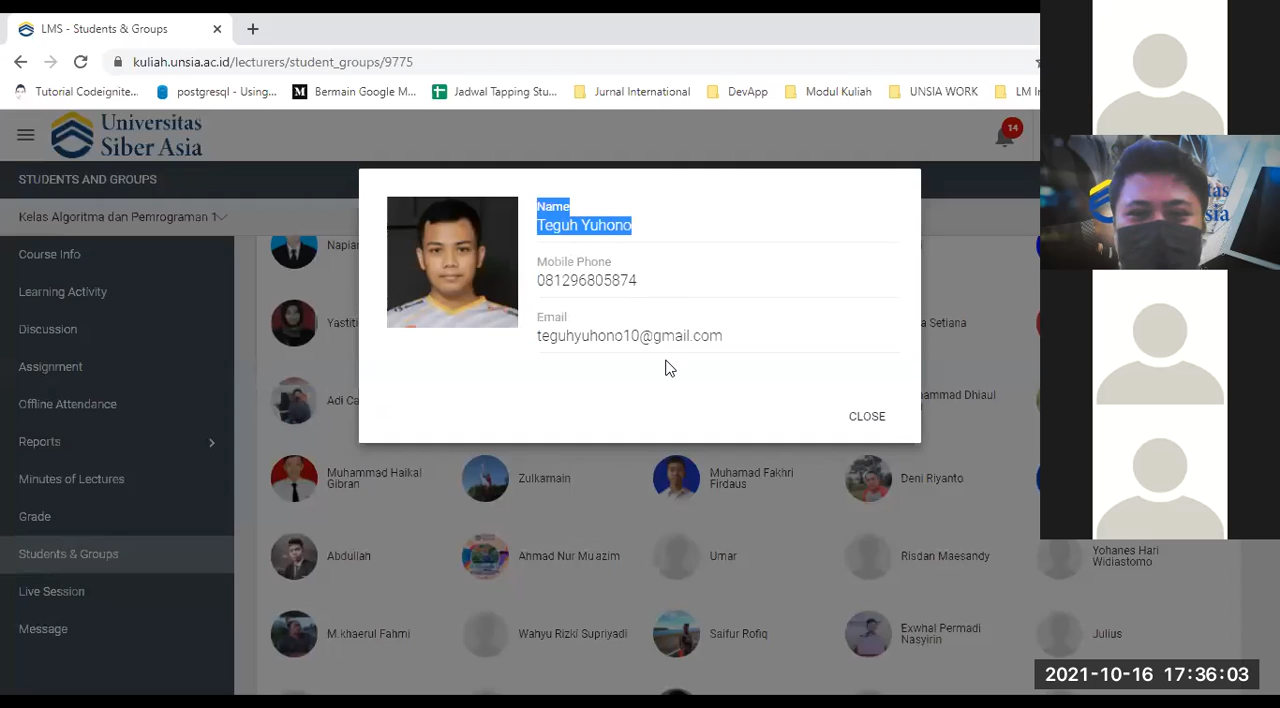 LMS - Students & Groups
kuliah.unsia.ac.id/lecturers/student_groups/9775
Tutorial Codeignite...
postgresql - Using...
Bermain Google M...
Jadwal Tapping Stu...
Jurnal International
DevApp
Modul Kuliah
UNSIA WORK
Universitas
Siber Asia
14
STUDENTS AND GROUPS
Kelas Algoritma dan Pemrograman 1
Course Info
Learning Activity
Discussion
Assignment
Offline Attendance
Reports
Minutes of Lectures
Grade
Students & Groups
Live Session
Message
Name
Teguh Yuhono
Mobile Phone
081296805874
Email
teguhyuhono10@gmail.com
CLOSE
Setiana
Muhammad Haikal
Gibran
Zulkarnain
Muhamad Fakhri
Firdaus
Deni Riyanto
Abdullah
Ahmad Nur Mu'azim
Umar
Risdan Maesandy
Yohanes Hari
Widiastomo
M.khaerul Fahmi
Wahyu Rizki Supriyadi
Saifur Rofiq
Exwhal Permadi
Nasyirin
Julius
2021-10-16 17:36:03